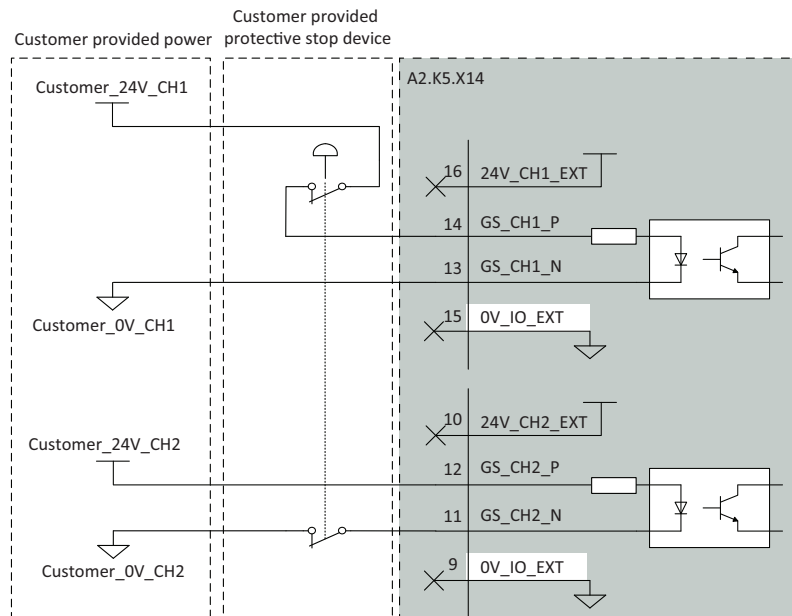 Customer provided power
Customer provided
protective stop device
A2.K5.X14
Customer_24V_CH1
16 24V_CH1_EXT
14 GS_CH1_P
13 GS_CH1_N
Customer_0V_CH1
15 0V_IO_EXT
10 24V_CH2_EXT
Customer_24V_CH2
12 GS_CH2_P
11 GS_CH2_N
Customer_0V_CH2
9 0V_IO_EXT